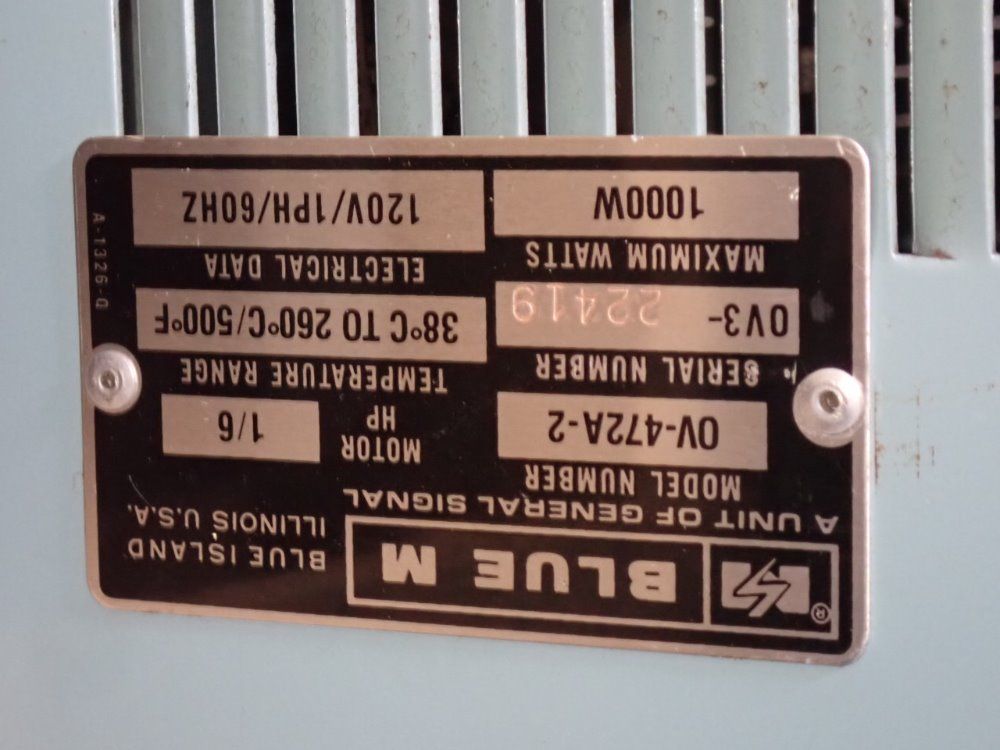 ® BLUE M
A UNIT OF GENERAL SIGNAL
BLUE ISLAND
ILLINOIS U.S.A.
MODEL NUMBER
OV-472A-2
MOTOR
HP
1/6
SERIAL NUMBER
OV3- 22419
TEMPERATURE RANGE
38°C TO 260°C/500°F
MAXIMUM WATTS
1000W
ELECTRICAL DATA
120V/1PH/60HZ
A-1326-Q